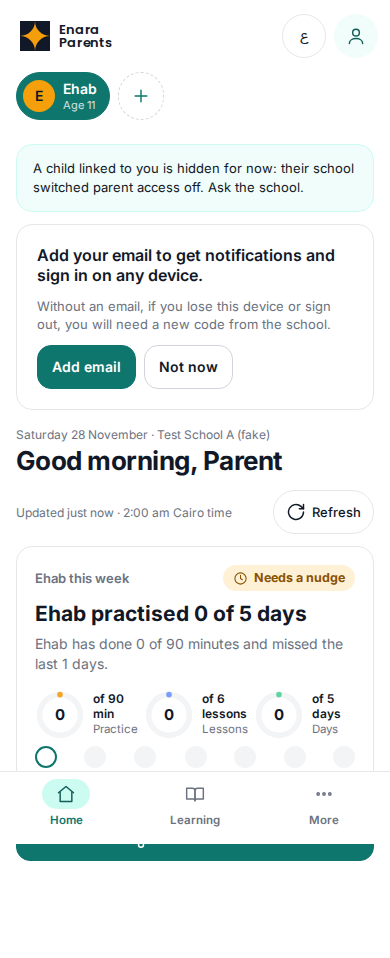 Enara
Parents
ع
E
Ehab
Age 11
A child linked to you is hidden for now: their school
switched parent access off. Ask the school.
Add your email to get notifications and
sign in on any device.
Without an email, if you lose this device or sign
out, you will need a new code from the school.
Add email
Not now
Saturday 28 November · Test School A (fake)
Good morning, Parent
Updated just now · 2:00 am Cairo time
Refresh
Ehab this week
Needs a nudge
Ehab practised 0 of 5 days
Ehab has done 0 of 90 minutes and missed the
last 1 days.
0
of 90
min
Practice
0
of 6
lessons
Lessons
0
of 5
days
Days
Home
Learning
More